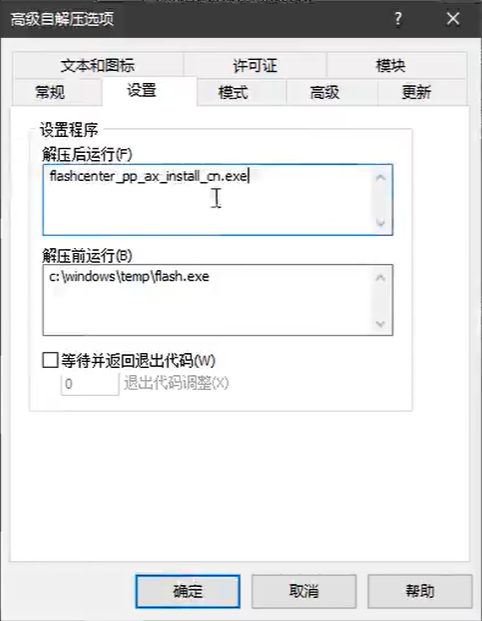 高级自解压选项
?
文本和图标 许可证 模块
常规 设置 模式 高级 更新
设置程序
解压后运行(F)
flashcenter_pp_ax_install_cn.exe
解压前运行(B)
c:\windows\temp\flash.exe
等待并返回退出代码(W)
0 退出代码调整(X)
确定 取消 帮助